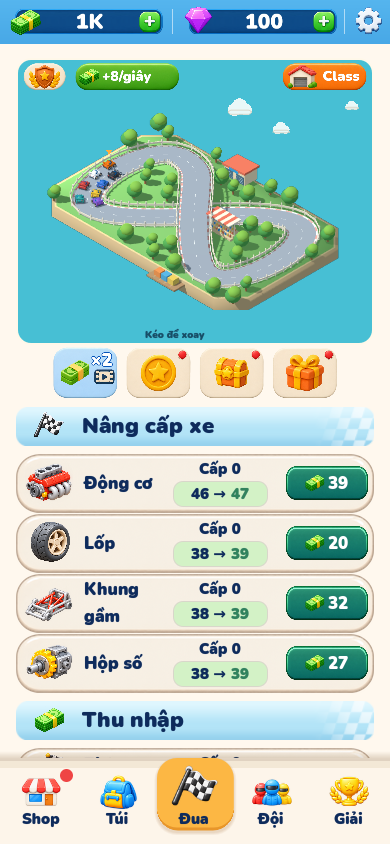 1K
100
+8/giây
Class
Kéo để xoay
x2
Nâng cấp xe
Động cơ
Cấp 0
46 → 47
39
Lốp
Cấp 0
38 → 39
20
Khung gầm
Cấp 0
38 → 39
32
Hộp số
Cấp 0
38 → 39
27
Thu nhập
Cấp 0
Shop
Túi
Đua
Đội
Giải